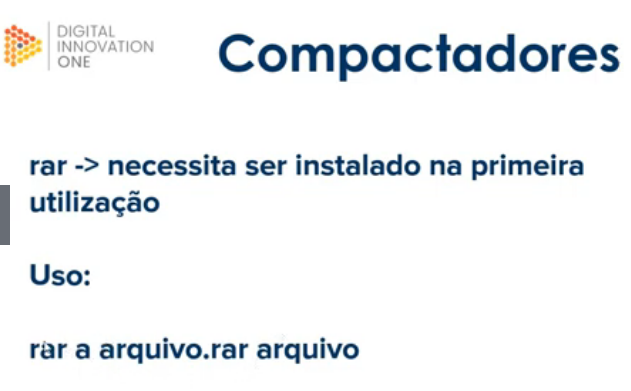 DIGITAL
INNOVATION
ONE
Compactadores
rar -> necessita ser instalado na primeira
utilização
Uso:
rar a arquivo.rar arquivo